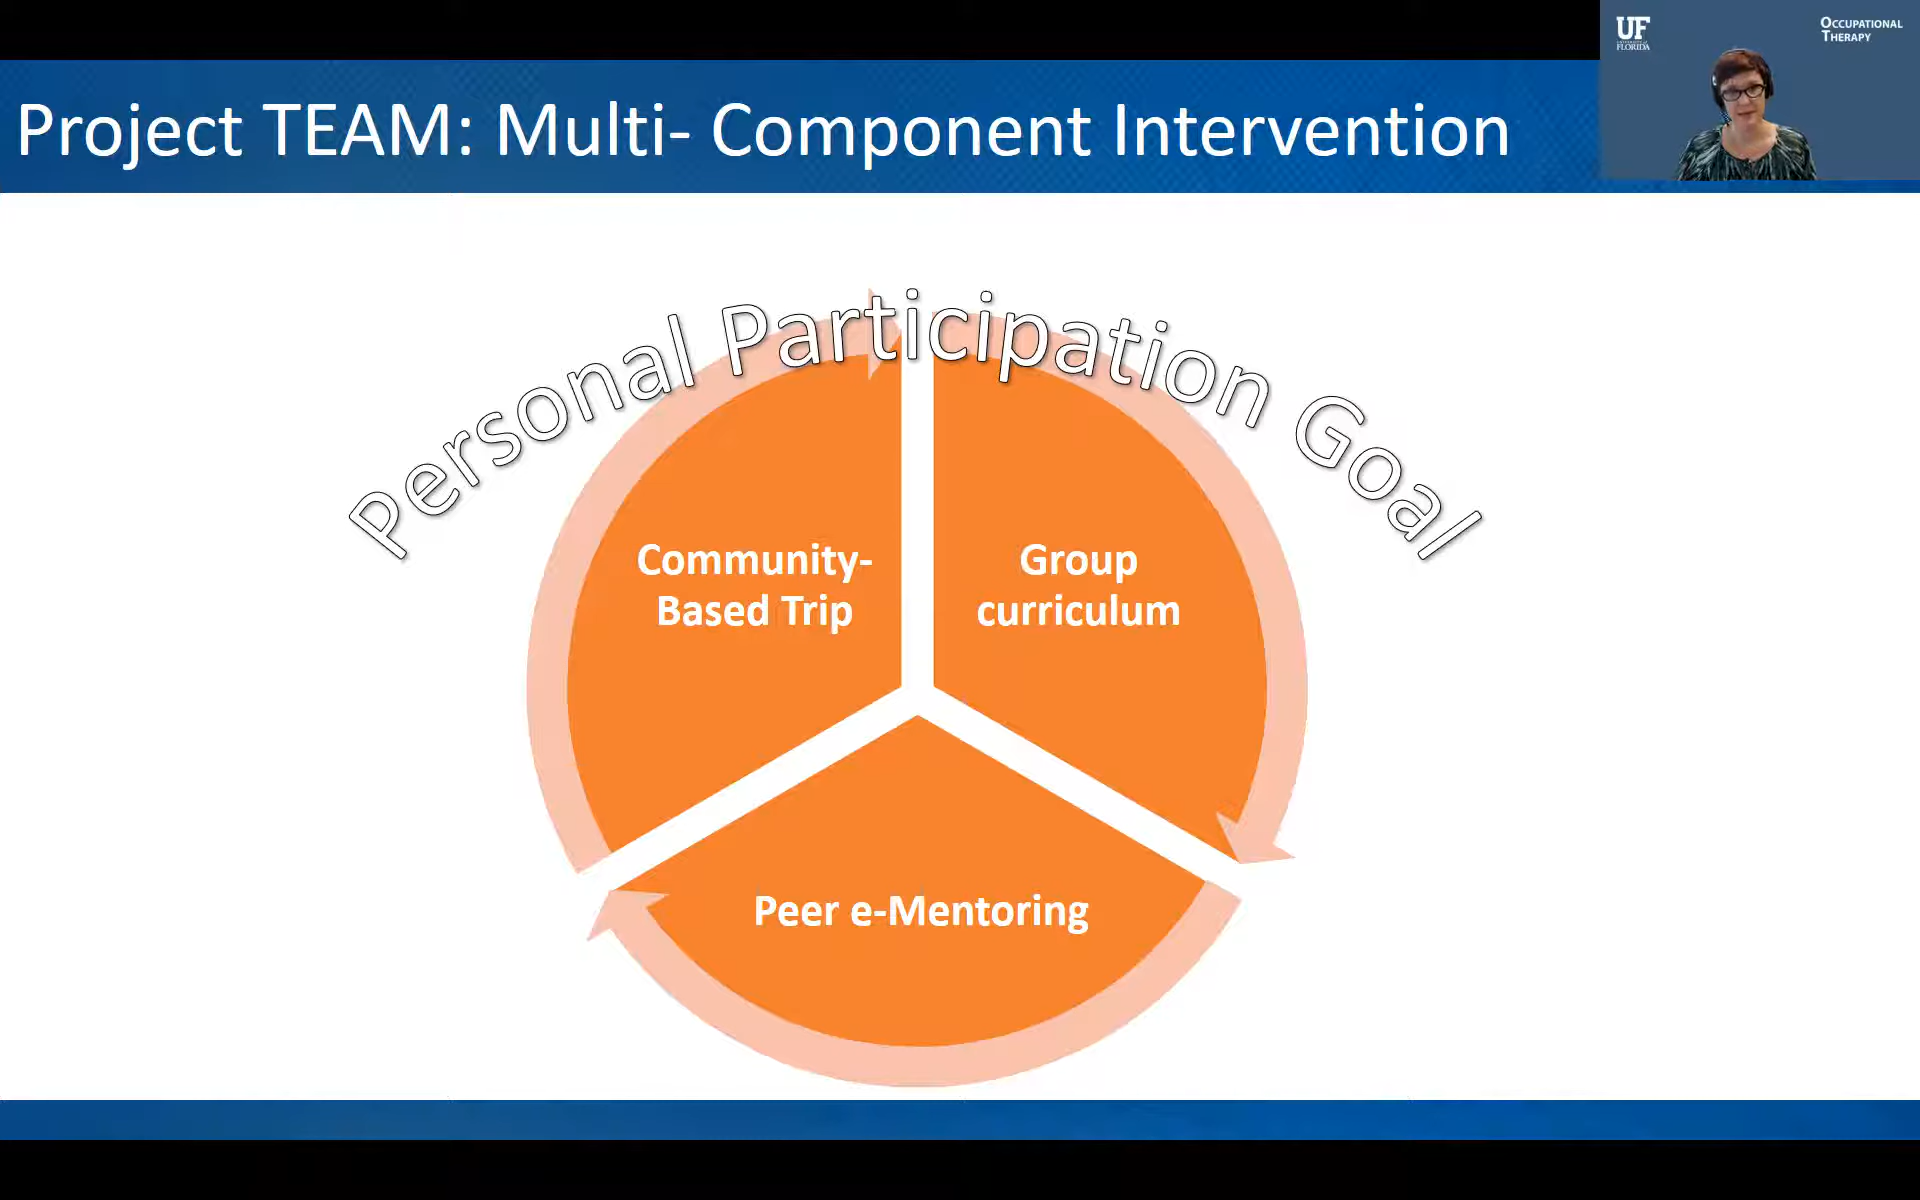 UF
UNIVERSITY of
FLORIDA
OCCUPATIONAL
THERAPY
Project TEAM: Multi- Component Intervention
Personal Participation Goal
Community-
Based Trip
Group
curriculum
Peer e-Mentoring